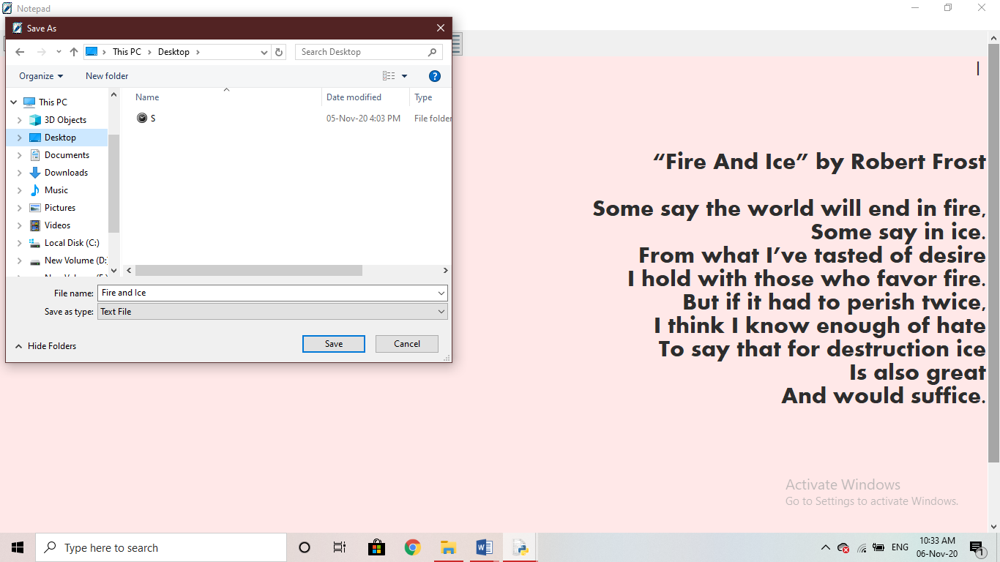 Notepad
Save As
This PC
Desktop
Search Desktop
Organize
New folder
Name
Date modified
Type
S
05-Nov-20 4:03 PM
File folder
This PC
3D Objects
Desktop
Documents
Downloads
Music
Pictures
Videos
Local Disk (C:)
New Volume (D:
File name:
Fire and Ice
Save as type:
Text File
Hide Folders
Save
Cancel
“Fire And Ice” by Robert Frost
Some say the world will end in fire,
Some say in ice.
From what I’ve tasted of desire
I hold with those who favor fire.
But if it had to perish twice,
I think I know enough of hate
To say that for destruction ice
Is also great
And would suffice.
Activate Windows
Go to Settings to activate Windows.
Type here to search
ENG
10:33 AM
06-Nov-20
1